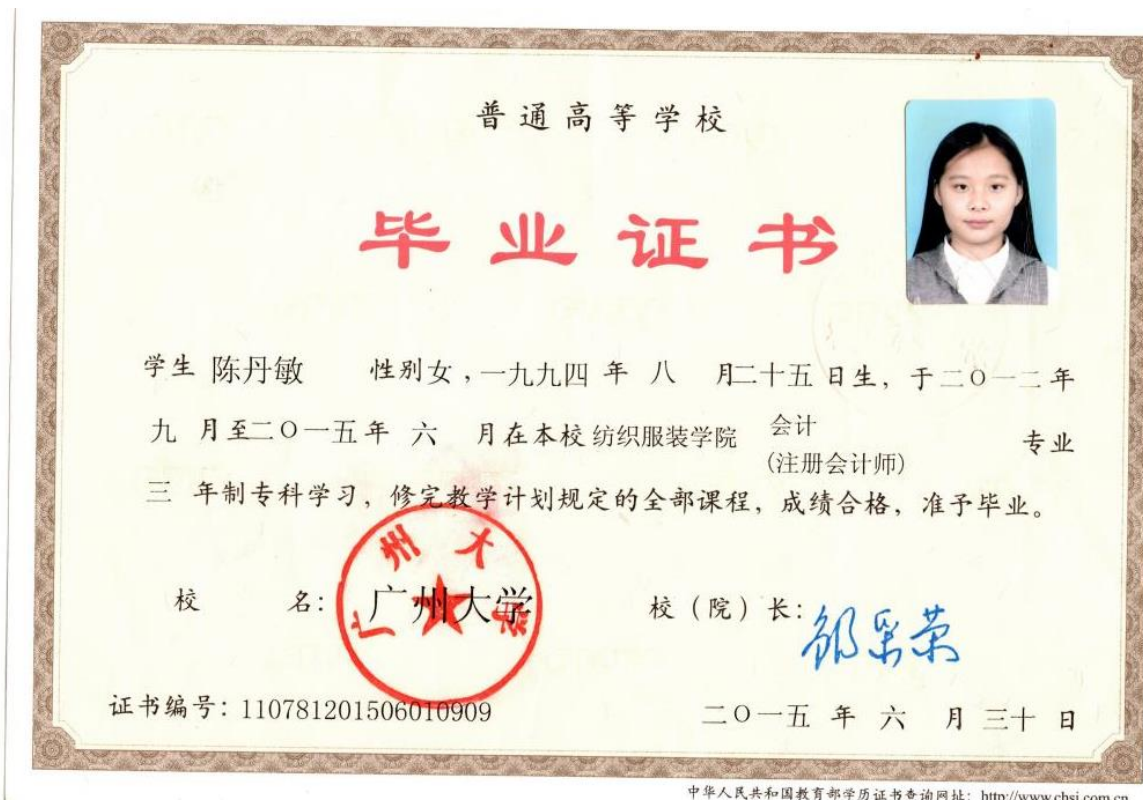 普通高等学校
毕业证书
学生 陈丹敏 性别女，一九九四 年 八 月二十五 日生，于二〇一二年
九 月至二〇一五年 六 月在本校 纺织服装学院 会计 (注册会计师) 专业
三 年制专科学习，修完教学计划规定的全部课程，成绩合格，准予毕业。
广州大学
校 名：广州大学 校（院）长：
证书编号：110781201506010909 二〇一五 年 六 月 三十 日
中华人民共和国教育部学历证书查询网址：http://www.chsi.com.cn